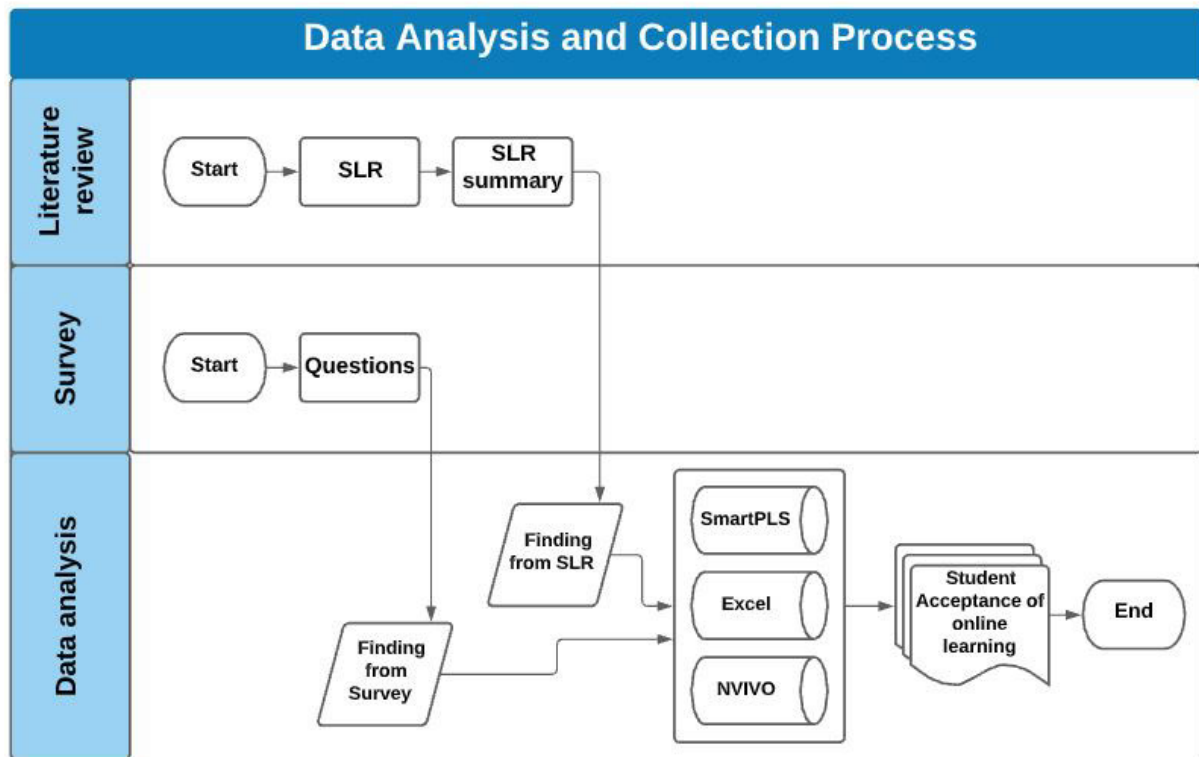 Data Analysis and Collection Process
Literature
review
Start
SLR
SLR
summary
Survey
Start
Questions
Data analysis
Finding
from SLR
Finding
from
Survey
SmartPLS
Excel
NVIVO
Student
Acceptance of
online
learning
End